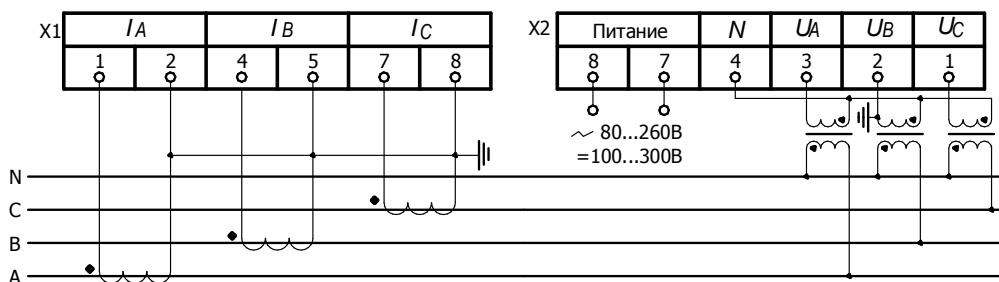 X1 IA IB IC X2 Питание N UA UB UC
1 2 4 5 7 8 8 7 4 3 2 1
~ 80...260В
=100...300В
N
C
B
A